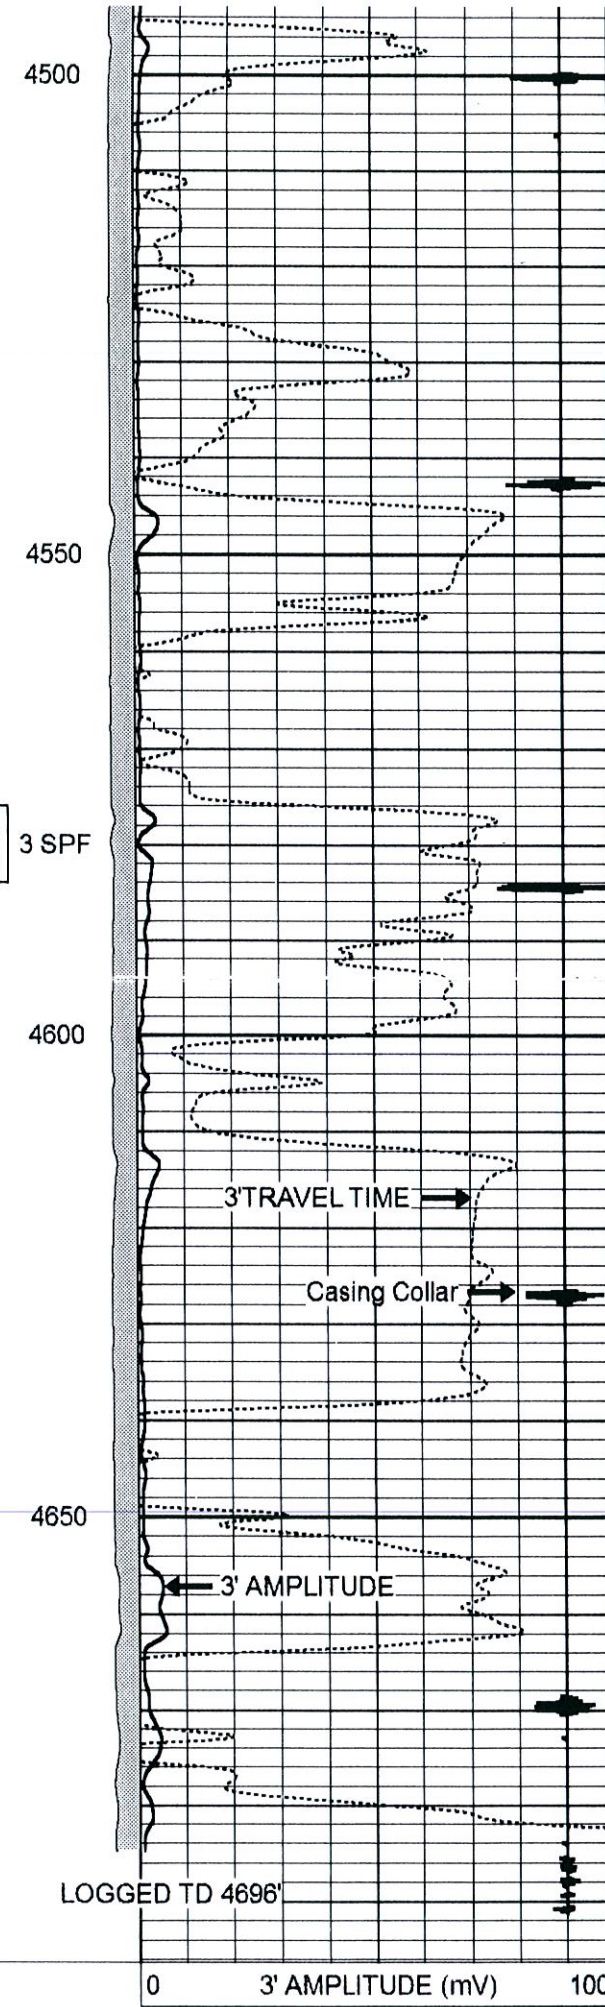 4500
4550
3 SPF
4600
3'TRAVEL TIME
Casing Collar
4650
3' AMPLITUDE
LOGGED TD 4696'
0 3' AMPLITUDE (mV) 100